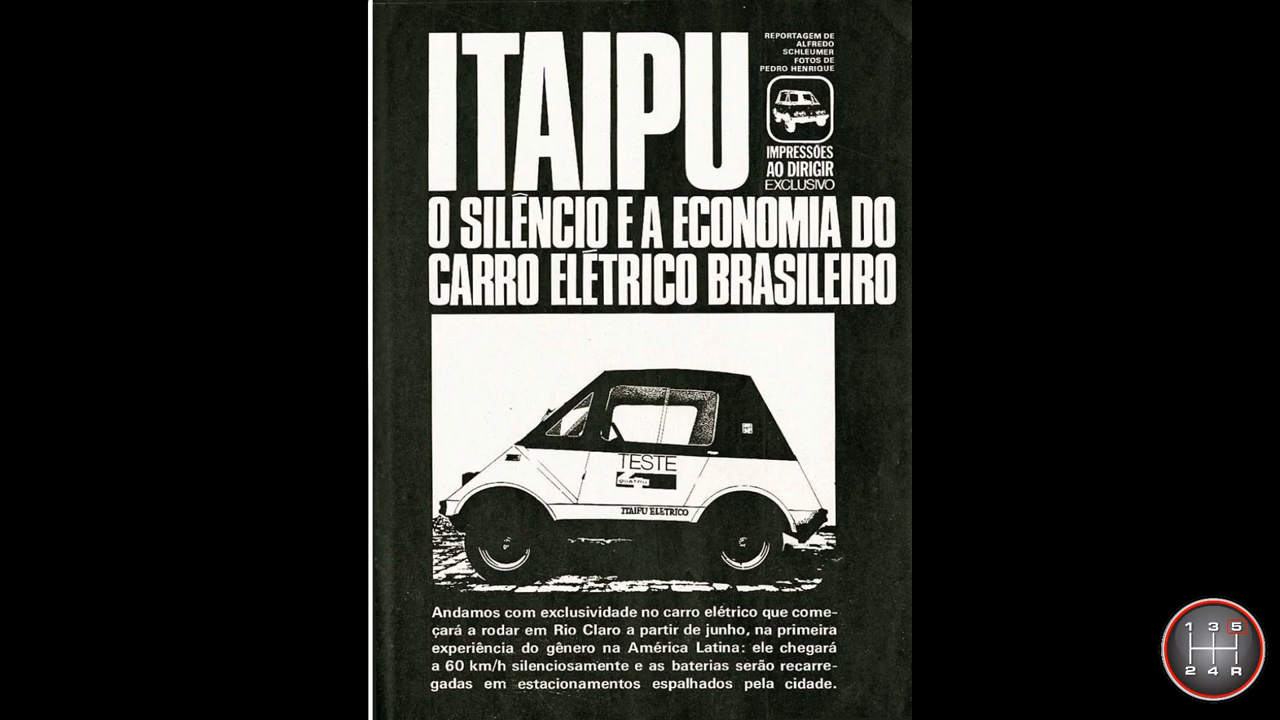 ITAIPU
REPORTAGEM DE
ALFREDO
SCHLEUMER
FOTOS DE
PEDRO HENRIQUE
IMPRESSÕES
AO DIRIGIR
EXCLUSIVO
O SILÊNCIO E A ECONOMIA DO
CARRO ELÉTRICO BRASILEIRO
TESTE
QUATRO
ITAIPU ELETRICO
Andamos com exclusividade no carro elétrico que come-
çará a rodar em Rio Claro a partir de junho, na primeira
experiência do gênero na América Latina: ele chegará
a 60 km/h silenciosamente e as baterias serão recarre-
gadas em estacionamentos espalhados pela cidade.
1 3 5
2 4 R